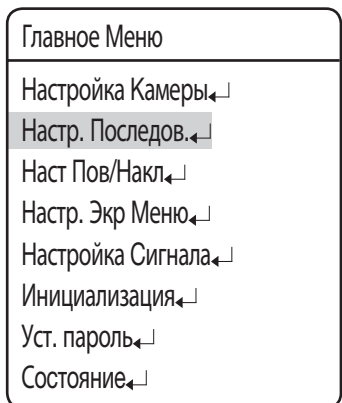 Главное Меню
Настройка Камеры↵
Настр. Последов.↵
Наст Пов/Накл↵
Настр. Экр Меню↵
Настройка Сигнала↵
Инициализация↵
Уст. пароль↵
Состояние↵